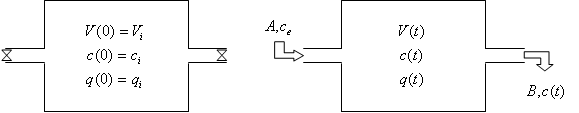 V(0) = V_i
c(0) = c_i
q(0) = q_i
A, c_e
V(t)
c(t)
q(t)
B, c(t)